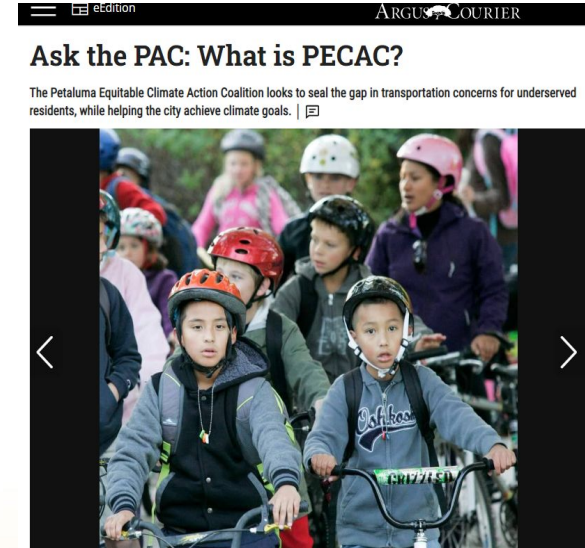 eEdition
ARGUS COURIER
Ask the PAC: What is PECAC?
The Petaluma Equitable Climate Action Coalition looks to seal the gap in transportation concerns for underserved
residents, while helping the city achieve climate goals.
Oshkosh
GRIZZLED